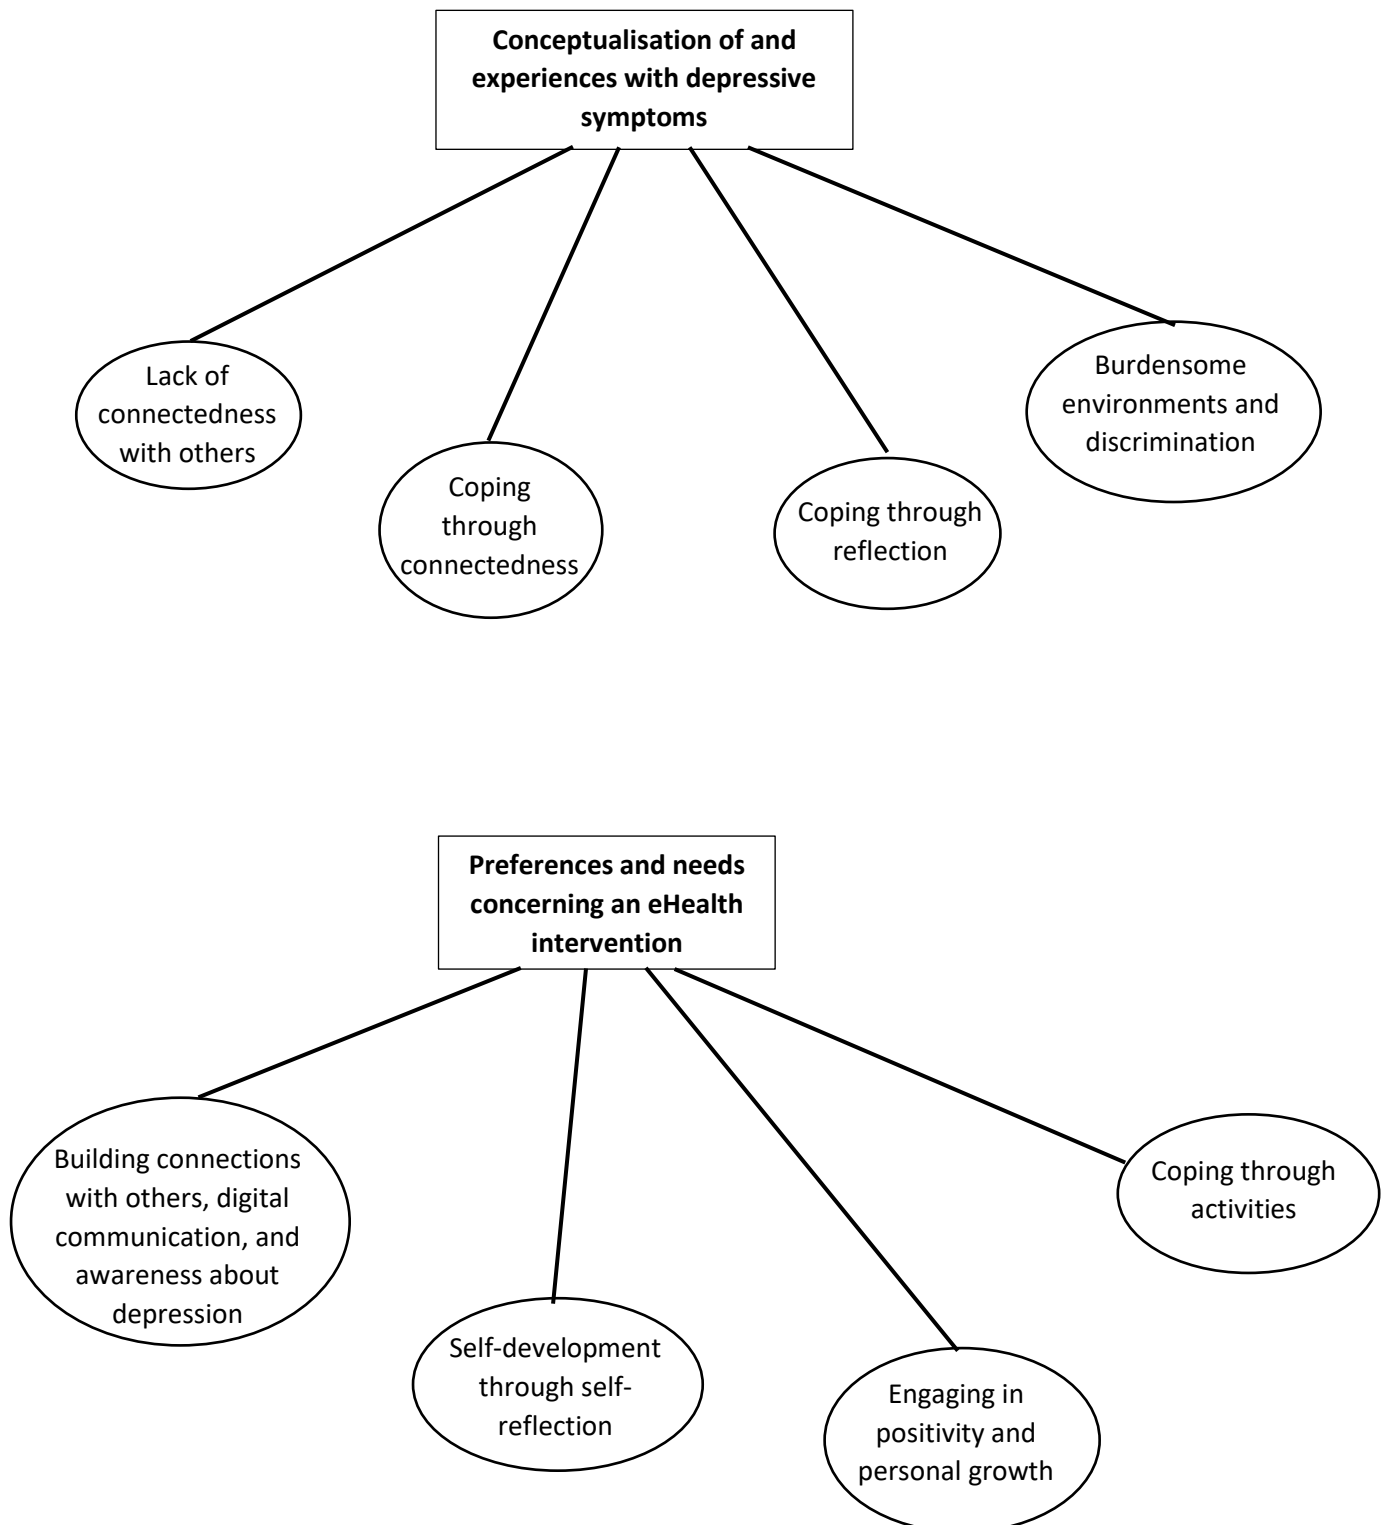 Conceptualisation of and
experiences with depressive
symptoms
Lack of
connectedness
with others
Coping
through
connectedness
Coping through
reflection
Burdensome
environments and
discrimination
Preferences and needs
concerning an eHealth
intervention
Building connections
with others, digital
communication, and
awareness about
depression
Self-development
through self-
reflection
Engaging in
positivity and
personal growth
Coping through
activities